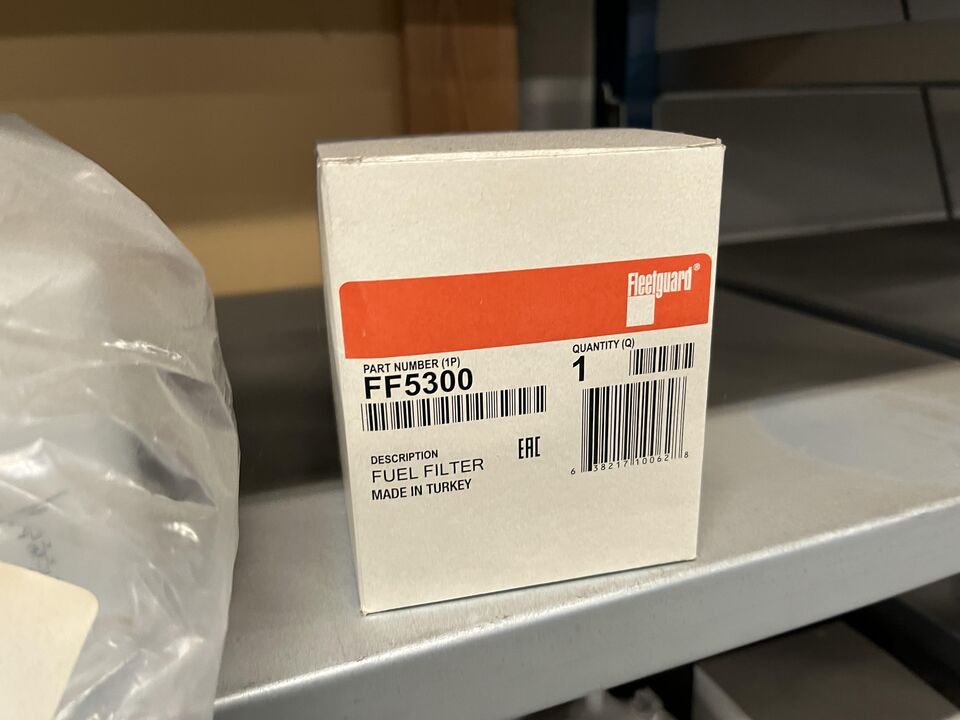 Fleetguard®
PART NUMBER (1P)
FF5300
QUANTITY (Q)
1
DESCRIPTION
EAC
FUEL FILTER
MADE IN TURKEY
6 38217 10062 8